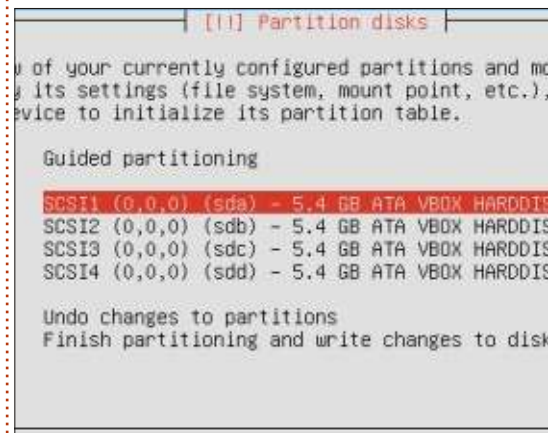 [!!] Partition disks
of your currently configured partitions and mo
its settings (file system, mount point, etc.),
evice to initialize its partition table.
Guided partitioning
SCSI1 (0,0,0) (sda) - 5.4 GB ATA VBOX HARDDIS
SCSI2 (0,0,0) (sdb) - 5.4 GB ATA VBOX HARDDIS
SCSI3 (0,0,0) (sdc) - 5.4 GB ATA VBOX HARDDIS
SCSI4 (0,0,0) (sdd) - 5.4 GB ATA VBOX HARDDIS
Undo changes to partitions
Finish partitioning and write changes to disk